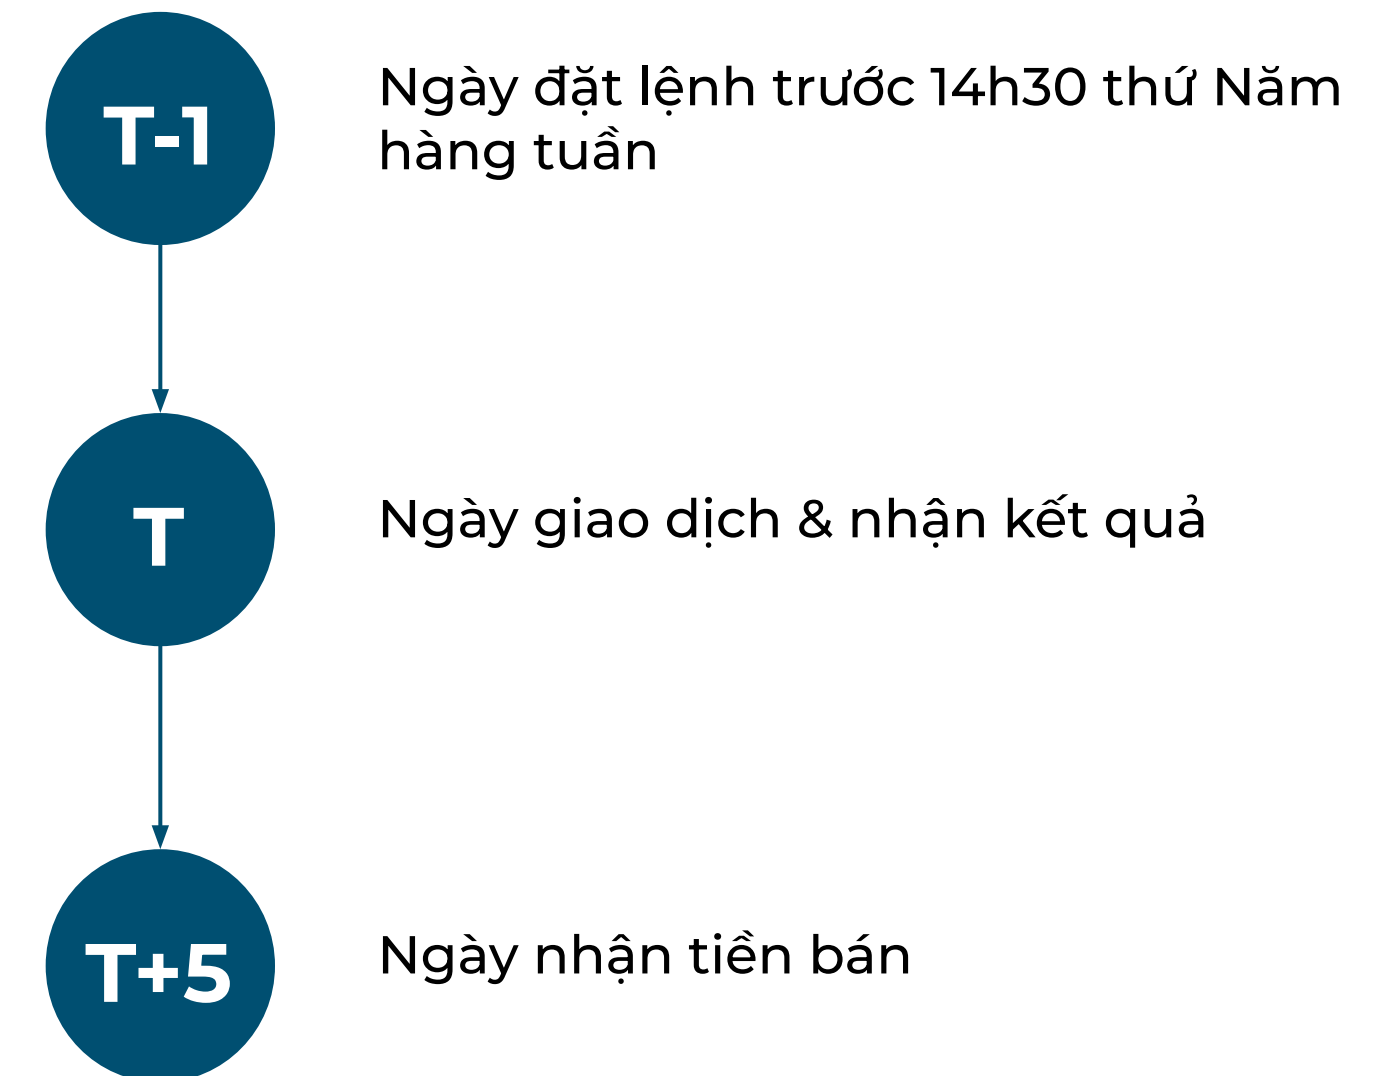 T-1
Ngày đặt lệnh trước 14h30 thứ Năm
hàng tuần
T
Ngày giao dịch & nhận kết quả
T+5
Ngày nhận tiền bán